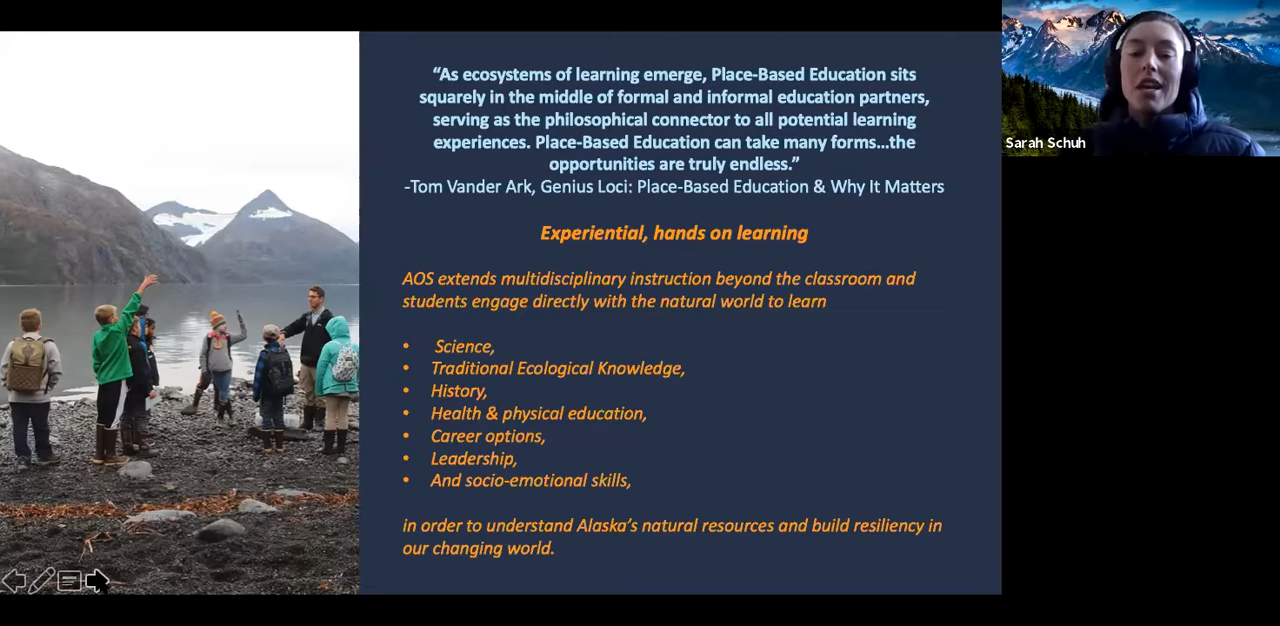 “As ecosystems of learning emerge, Place-Based Education sits
squarely in the middle of formal and informal education partners,
serving as the philosophical connector to all potential learning
experiences. Place-Based Education can take many forms…the
opportunities are truly endless.”
-Tom Vander Ark, Genius Loci: Place-Based Education & Why It Matters
Experiential, hands on learning
AOS extends multidisciplinary instruction beyond the classroom and
students engage directly with the natural world to learn
• Science,
• Traditional Ecological Knowledge,
• History,
• Health & physical education,
• Career options,
• Leadership,
• And socio-emotional skills,
in order to understand Alaska’s natural resources and build resiliency in
our changing world.
Sarah Schuh